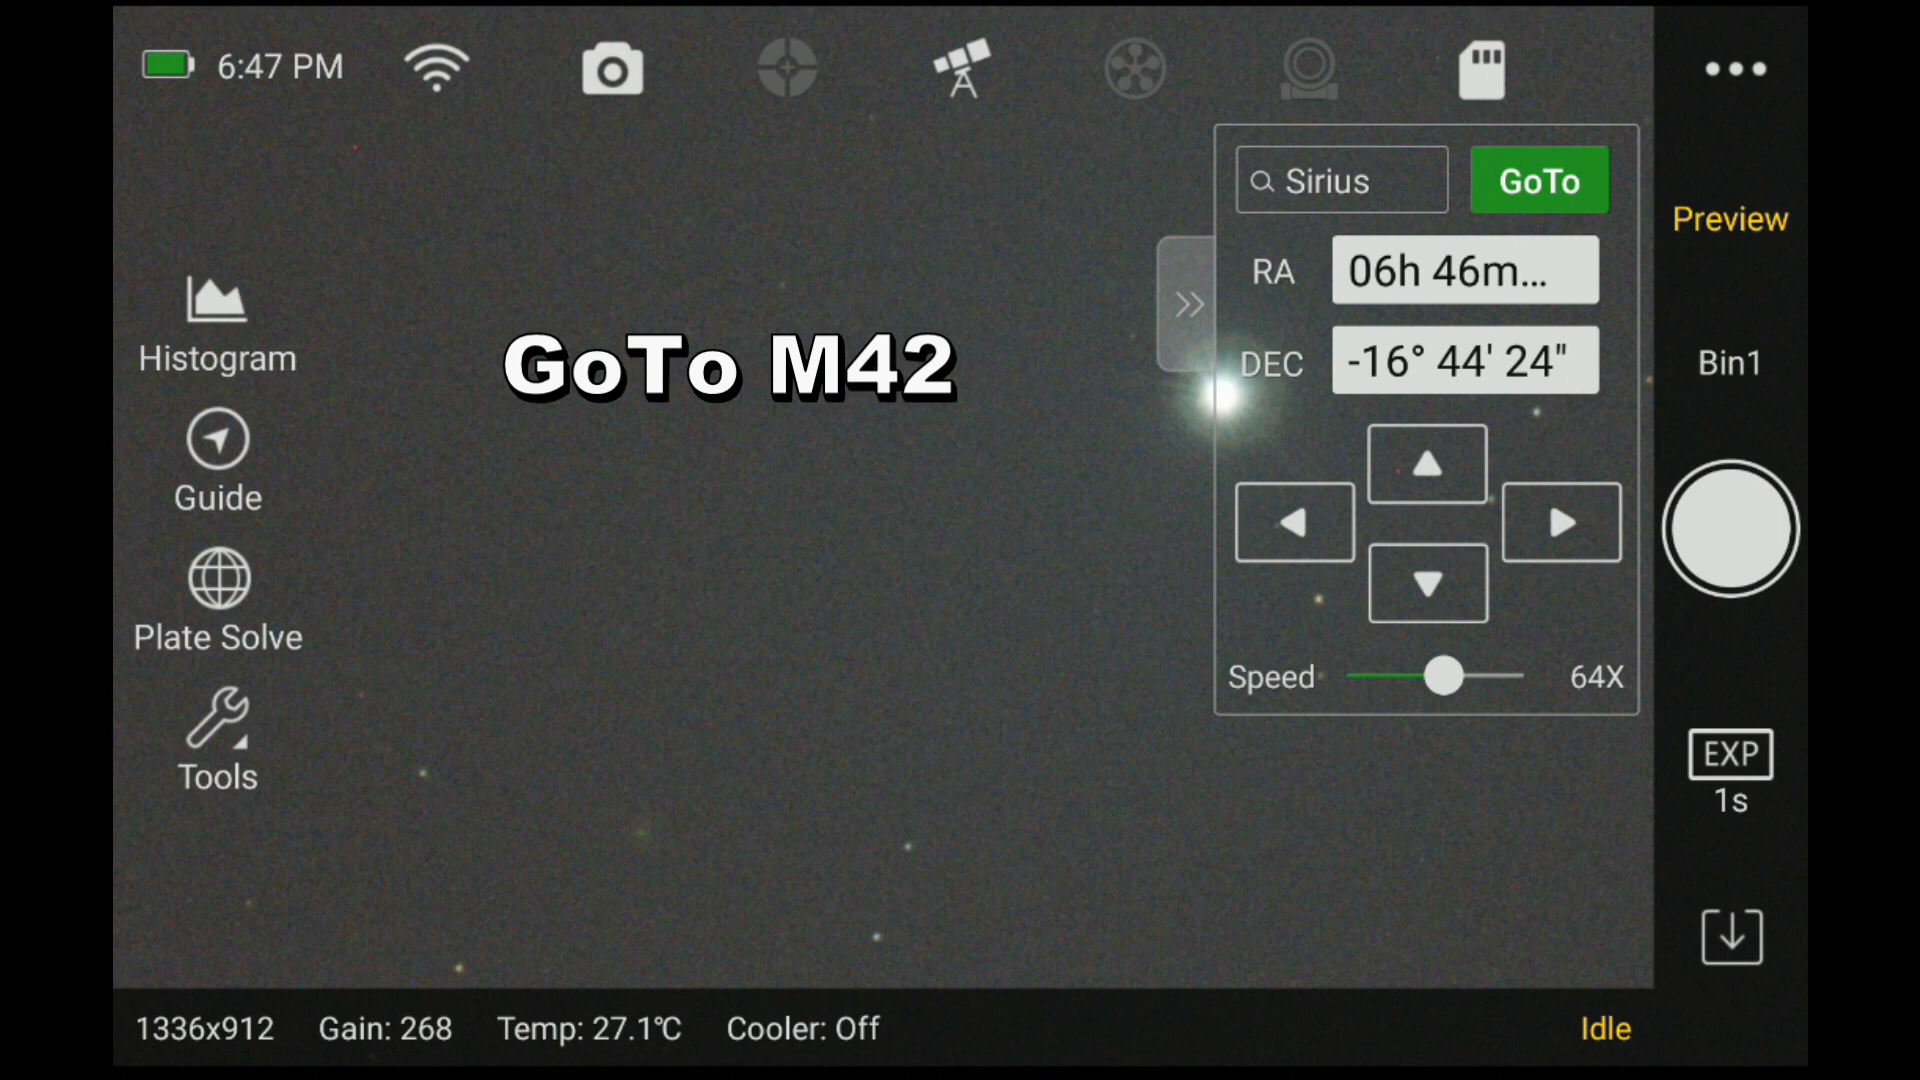 6:47 PM
Sirius
GoTo
Preview
RA
06h 46m...
DEC
-16° 44' 24"
Histogram
GoTo M42
Bin1
Guide
Plate Solve
Speed
64X
Tools
EXP
1s
1336x912
Gain: 268
Temp: 27.1℃
Cooler: Off
Idle